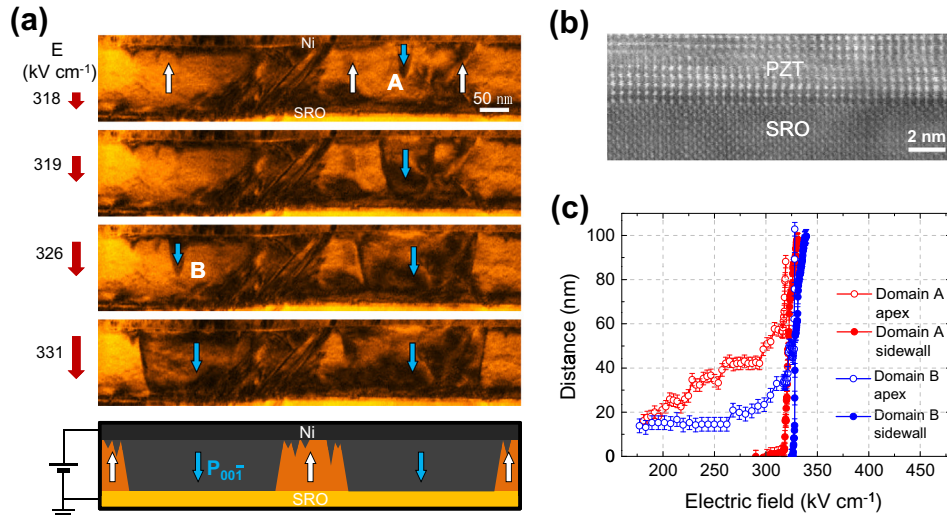 (a)
E
(kV cm⁻¹)
Ni
318
A
SRO
50 nm
319
326
B
331
Ni
P₀₀₁̄
SRO
(b)
PZT
SRO
2 nm
(c)
100
80
60
40
20
0
Distance (nm)
200 250 300 350 400 450
Electric field (kV cm⁻¹)
Domain A
apex
Domain A
sidewall
Domain B
apex
Domain B
sidewall